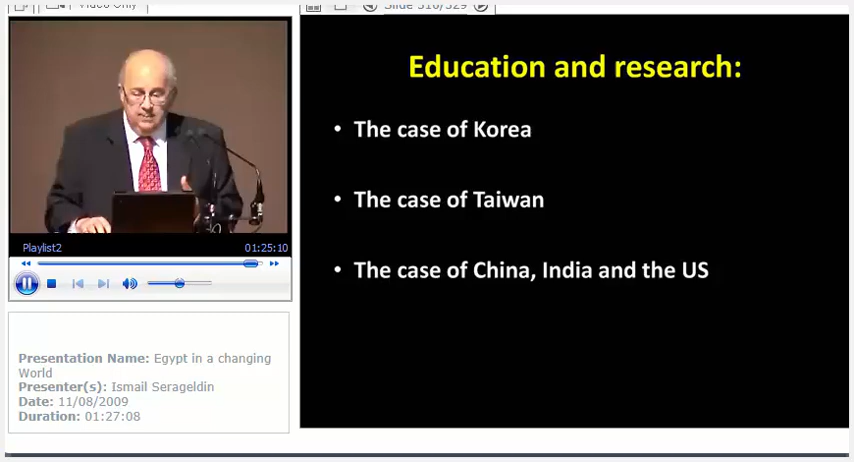 Video Only
Slide 316/329
Education and research:
• The case of Korea
• The case of Taiwan
• The case of China, India and the US
Playlist2
01:25:10
Presentation Name: Egypt in a changing
World
Presenter(s): Ismail Serageldin
Date: 11/08/2009
Duration: 01:27:08